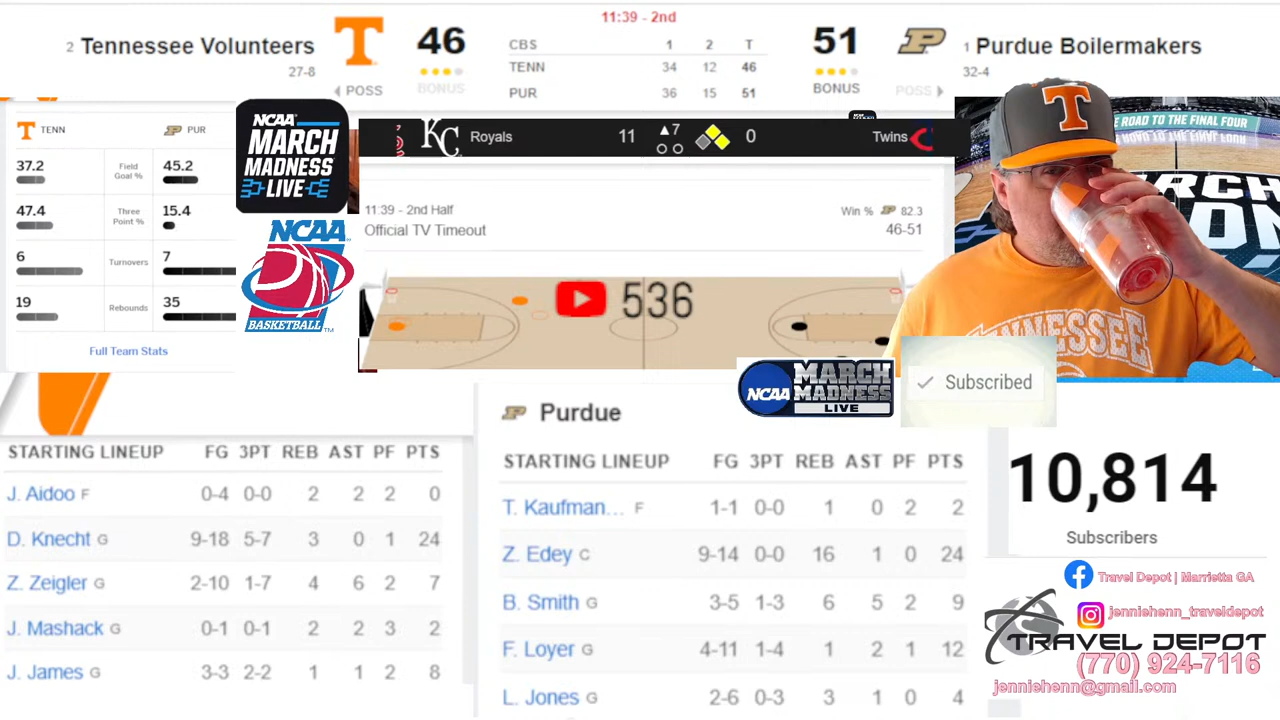 11:39 - 2nd
2 Tennessee Volunteers
27-8
T
46
BONUS
POSS
CBS 1 2 T
TENN 34 12 46
PUR 36 15 51
51
BONUS
P
POSS
1 Purdue Boilermakers
32-4
T TENN P PUR
37.2 Field Goal % 45.2
47.4 Three Point % 15.4
6 Turnovers 7
19 Rebounds 35
Full Team Stats
NCAA
MARCH
MADNESS
LIVE
NCAA
BASKETBALL™
KC Royals 11 ▲7 0 Twins
11:39 - 2nd Half
Official TV Timeout
Win % P 82.3
46-51
536
E ROAD TO THE FINAL FOUR
T
TENNESSEE
NCAA MARCH MADNESS LIVE
✓ Subscribed
10,814
Subscribers
STARTING LINEUP FG 3PT REB AST PF PTS
J. Aidoo F 0-4 0-0 2 2 2 0
D. Knecht G 9-18 5-7 3 0 1 24
Z. Zeigler G 2-10 1-7 4 6 2 7
J. Mashack G 0-1 0-1 2 2 3 2
J. James G 3-3 2-2 1 1 2 8
P Purdue
STARTING LINEUP FG 3PT REB AST PF PTS
T. Kaufman... F 1-1 0-0 1 0 2 2
Z. Edey C 9-14 0-0 16 1 0 24
B. Smith G 3-5 1-3 6 5 2 9
F. Loyer G 4-11 1-4 1 2 1 12
L. Jones G 2-6 0-3 3 1 0 4
Travel Depot | Marrietta GA
jenniehenn_traveldepot
TRAVEL DEPOT
(770) 924-7116
jenniehenn@gmail.com